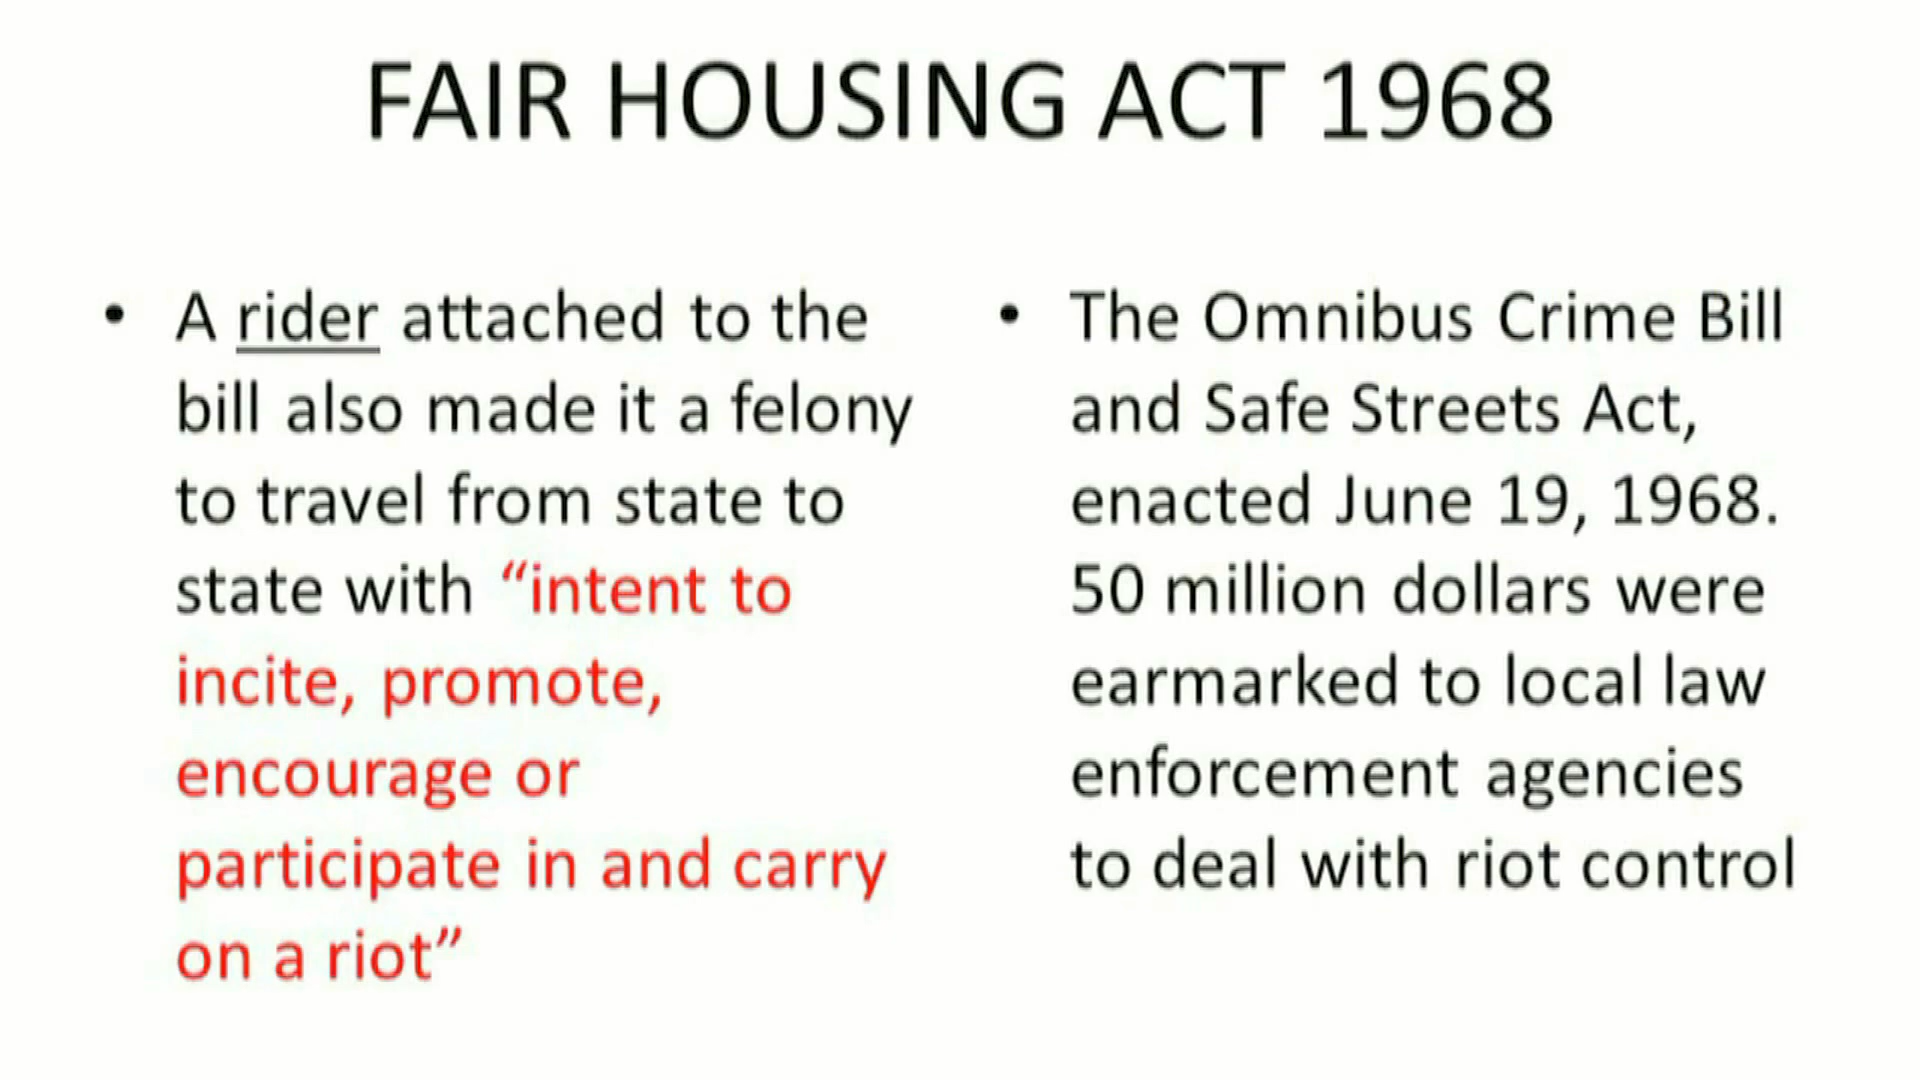 FAIR HOUSING ACT 1968
• A rider attached to the
bill also made it a felony
to travel from state to
state with “intent to
incite, promote,
encourage or
participate in and carry
on a riot”
• The Omnibus Crime Bill
and Safe Streets Act,
enacted June 19, 1968.
50 million dollars were
earmarked to local law
enforcement agencies
to deal with riot control